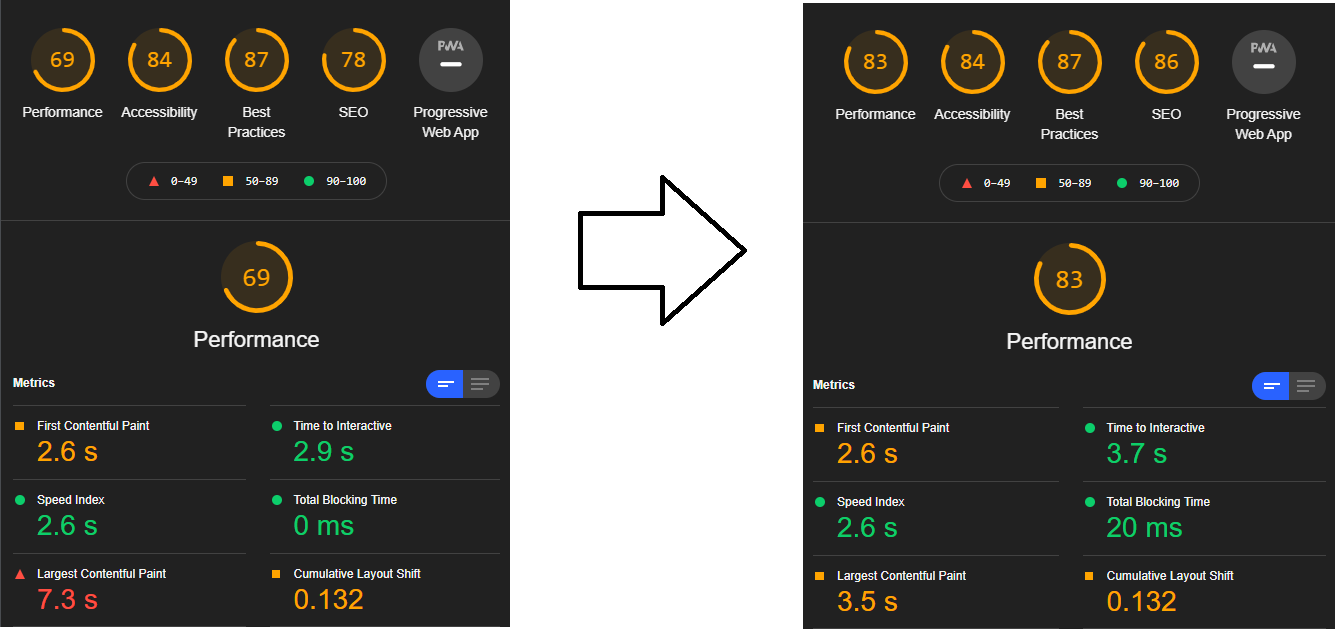 69 84 87 78 PWA
Performance Accessibility Best Practices SEO Progressive Web App
0–49 50–89 90–100
69
Performance
Metrics
First Contentful Paint Time to Interactive
2.6 s 2.9 s
Speed Index Total Blocking Time
2.6 s 0 ms
Largest Contentful Paint Cumulative Layout Shift
7.3 s 0.132
83 84 87 86 PWA
Performance Accessibility Best Practices SEO Progressive Web App
0–49 50–89 90–100
83
Performance
Metrics
First Contentful Paint Time to Interactive
2.6 s 3.7 s
Speed Index Total Blocking Time
2.6 s 20 ms
Largest Contentful Paint Cumulative Layout Shift
3.5 s 0.132